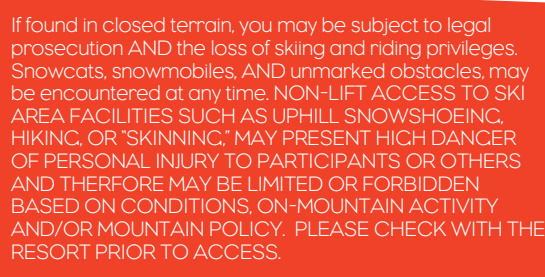 If found in closed terrain, you may be subject to legal
prosecution AND the loss of skiing and riding privileges.
Snowcats, snowmobiles, AND unmarked obstacles, may
be encountered at any time. NON-LIFT ACCESS TO SKI
AREA FACILITIES SUCH AS UPHILL SNOWSHOEING,
HIKING, OR “SKINNING,” MAY PRESENT HIGH DANGER
OF PERSONAL INJURY TO PARTICIPANTS OR OTHERS
AND THERFORE MAY BE LIMITED OR FORBIDDEN
BASED ON CONDITIONS, ON-MOUNTAIN ACTIVITY
AND/OR MOUNTAIN POLICY. PLEASE CHECK WITH THE
RESORT PRIOR TO ACCESS.